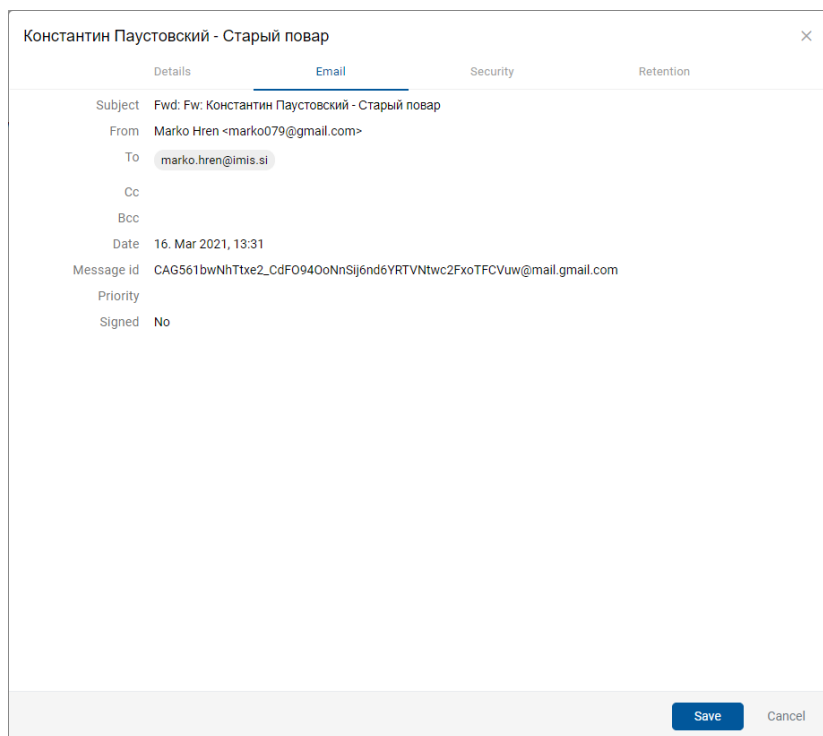 Константин Паустовский - Старый повар
Details Email Security Retention
Subject Fwd: Fw: Константин Паустовский - Старый повар
From Marko Hren <marko079@gmail.com>
To marko.hren@imis.si
Cc
Bcc
Date 16. Mar 2021, 13:31
Message id CAG561bwNhTtxe2_CdFO94OoNnSij6nd6YRTVNtwc2FxoTFCVuw@mail.gmail.com
Priority
Signed No
Save Cancel